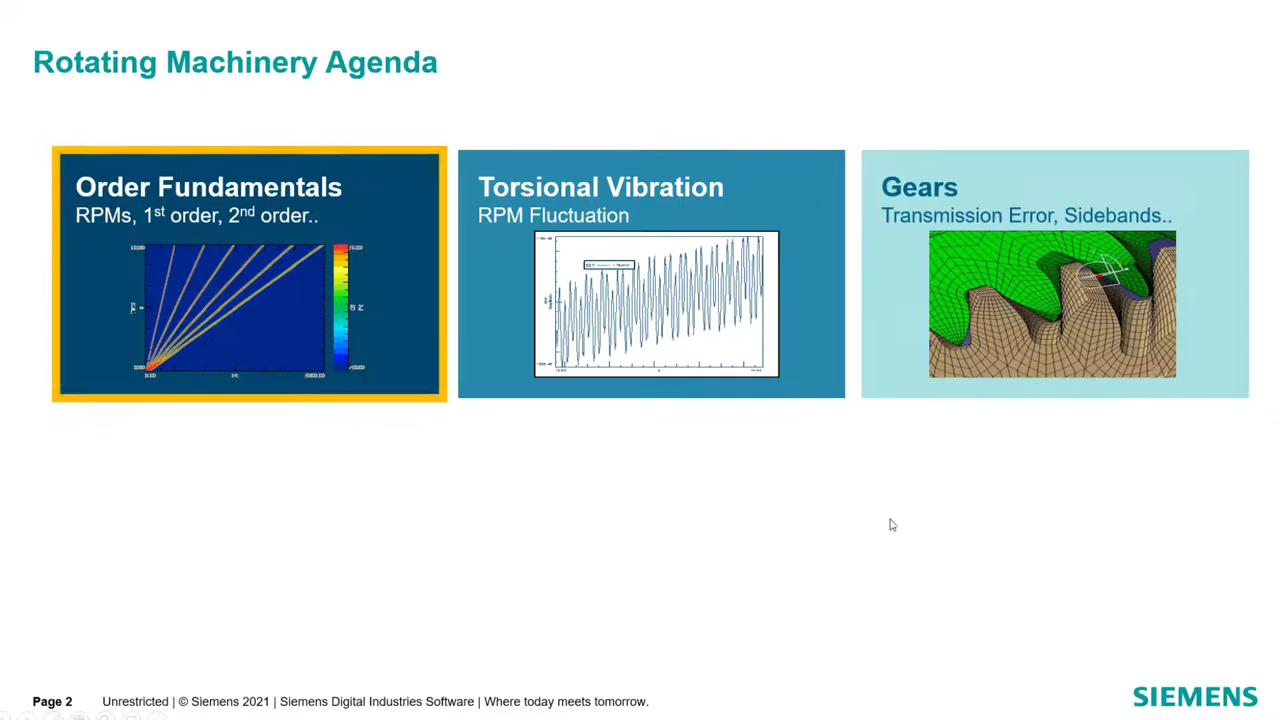 Rotating Machinery Agenda
Order Fundamentals
RPMs, 1st order, 2nd order..
Torsional Vibration
RPM Fluctuation
Gears
Transmission Error, Sidebands..
Page 2
Unrestricted | © Siemens 2021 | Siemens Digital Industries Software | Where today meets tomorrow.
SIEMENS